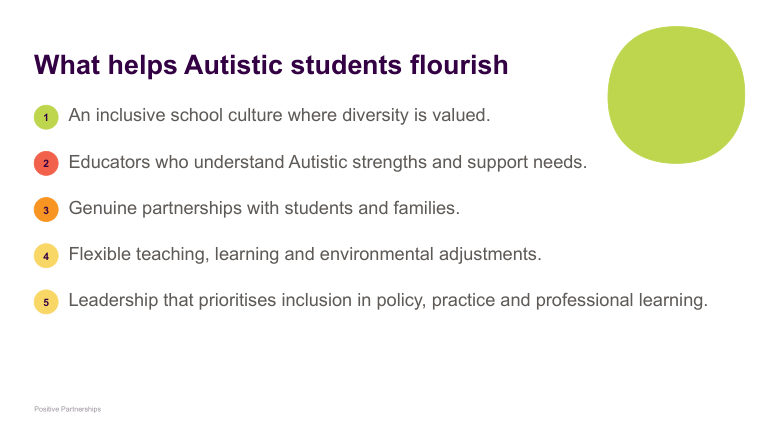 What helps Autistic students flourish
1 An inclusive school culture where diversity is valued.
2 Educators who understand Autistic strengths and support needs.
3 Genuine partnerships with students and families.
4 Flexible teaching, learning and environmental adjustments.
5 Leadership that prioritises inclusion in policy, practice and professional learning.
Positive Partnerships